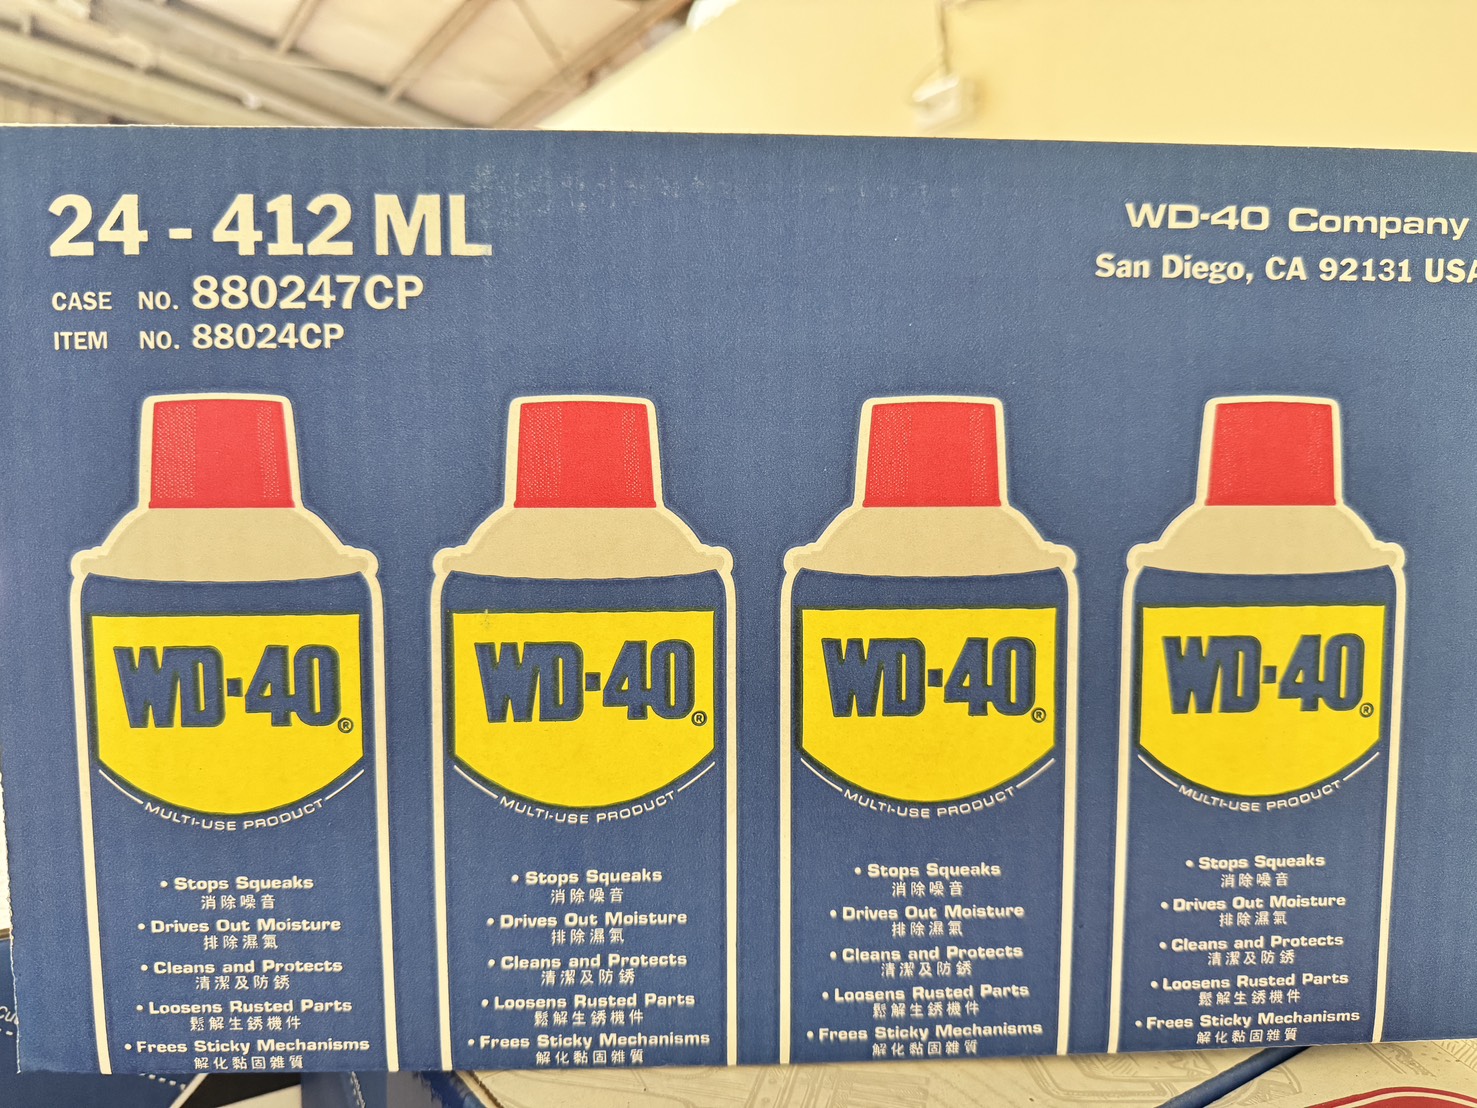 24 - 412 ML
CASE NO. 880247CP
ITEM NO. 88024CP
WD-40 Company
San Diego, CA 92131 USA
WD-40®
MULTI-USE PRODUCT
• Stops Squeaks
消除噪音
• Drives Out Moisture
排除濕氣
• Cleans and Protects
清潔及防銹
• Loosens Rusted Parts
鬆解生銹機件
• Frees Sticky Mechanisms
解化黏固雜質
WD-40®
MULTI-USE PRODUCT
• Stops Squeaks
消除噪音
• Drives Out Moisture
排除濕氣
• Cleans and Protects
清潔及防銹
• Loosens Rusted Parts
鬆解生銹機件
• Frees Sticky Mechanisms
解化黏固雜質
WD-40®
MULTI-USE PRODUCT
• Stops Squeaks
消除噪音
• Drives Out Moisture
排除濕氣
• Cleans and Protects
清潔及防銹
• Loosens Rusted Parts
鬆解生銹機件
• Frees Sticky Mechanisms
解化黏固雜質
WD-40®
MULTI-USE PRODUCT
• Stops Squeaks
消除噪音
• Drives Out Moisture
排除濕氣
• Cleans and Protects
清潔及防銹
• Loosens Rusted Parts
鬆解生銹機件
• Frees Sticky Mechanisms
解化黏固雜質